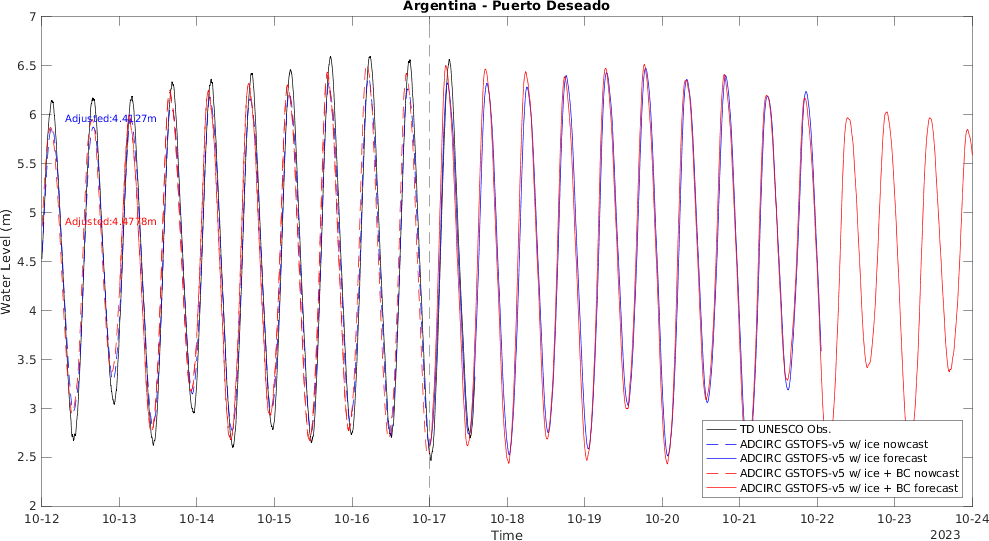 Argentina - Puerto Deseado
7
6.5
6
5.5
5
4.5
4
3.5
3
2.5
2
Water Level (m)
Adjusted:4.4127m
Adjusted:4.4778m
TD UNESCO Obs.
ADCIRC GSTOFS-v5 w/ ice nowcast
ADCIRC GSTOFS-v5 w/ ice forecast
ADCIRC GSTOFS-v5 w/ ice + BC nowcast
ADCIRC GSTOFS-v5 w/ ice + BC forecast
10-12 10-13 10-14 10-15 10-16 10-17 10-18 10-19 10-20 10-21 10-22 10-23 10-24
Time
2023